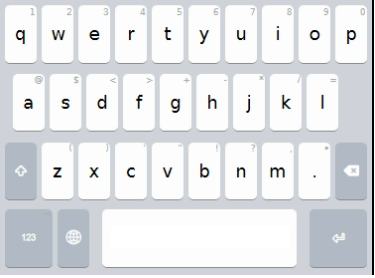 1 2 3 4 5 6 7 8 9 0
q w e r t y u i o p
@ $ < > + - * / =
a s d f g h j k l
( ) ! ? ,
z x c v b n m .
123